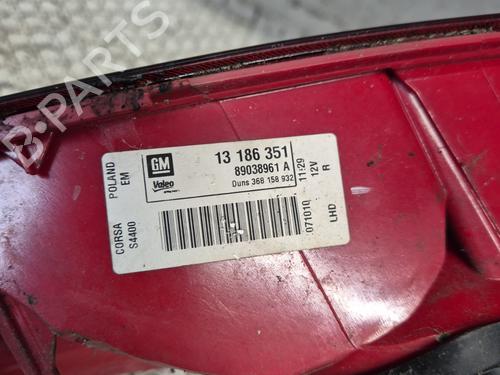 POLAND
EM
CORSA
S4400
GM
Valeo
13 186 351
89038961 A
Duns 368 158 932
11:29
12V
R
071010
LHD
B-PARTS